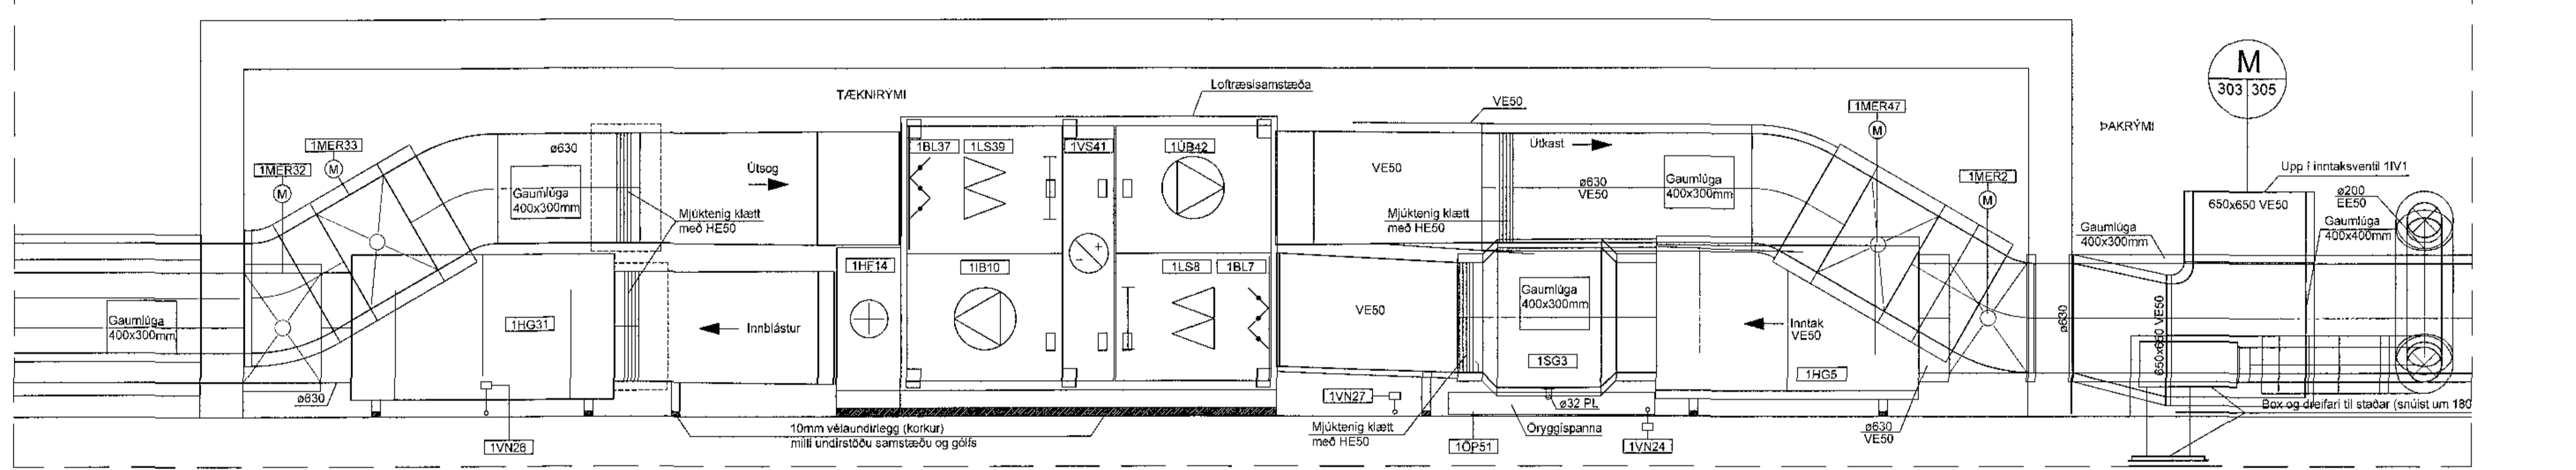 TÆKNIRÝMI
Loftræsisamstæða
VE50
1MER47
M
M
303 305
ÞAKRÝMI
1MER33
M
1MER32
M
ø630
Gaumlúga
400x300mm
Mjúktenig klætt
með HE50
Útsog
1BL37
1LS39
1VS41
1ÚB42
VE50
Útkast
ø630
VE50
Gaumlúga
400x300mm
Mjúktenig klætt
með HE50
1MER2
M
Upp í inntaksventil 1IV1
650x650 VE50
ø200
EE50
Gaumlúga
400x400mm
Gaumlúga
400x300mm
Gaumlúga
400x300mm
1HG31
Innblástur
1HF14
1IB10
+
-
1LS8
1BL7
VE50
Gaumlúga
400x300mm
1SG3
Inntak
VE50
1HG5
ø630
650x650 VE50
ø630
1VN28
10mm vélaundirlegg (korkur)
milli undirstöðu samstæðu og gólfs
1VN27
Mjúktenig klætt
með HE50
ø32 PL
Öryggispanna
1ÖP51
1VN24
ø630
VE50
Box og dreifari til staðar (snúist um 180